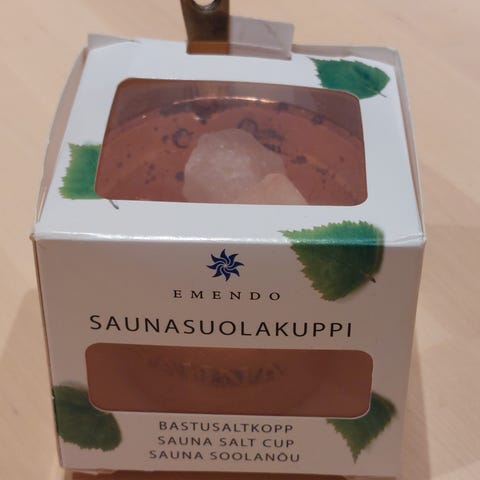 EMENDO
SAUNASUOLAKUPPI
BASTUSALTKOPP
SAUNA SALT CUP
SAUNA SOOLANÕU